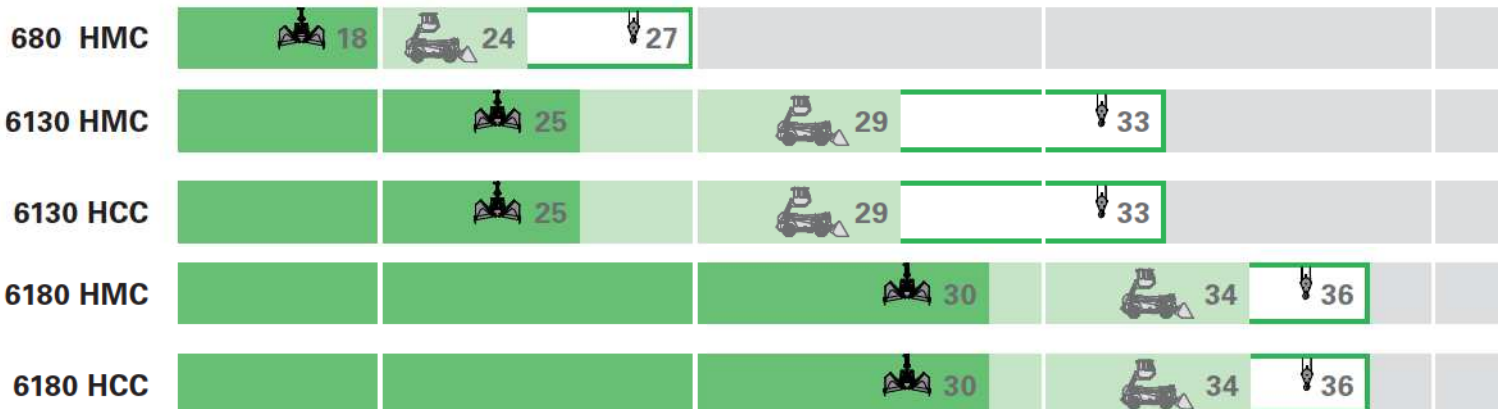 680 HMC 18 24 27
6130 HMC 25 29 33
6130 HCC 25 29 33
6180 HMC 30 34 36
6180 HCC 30 34 36